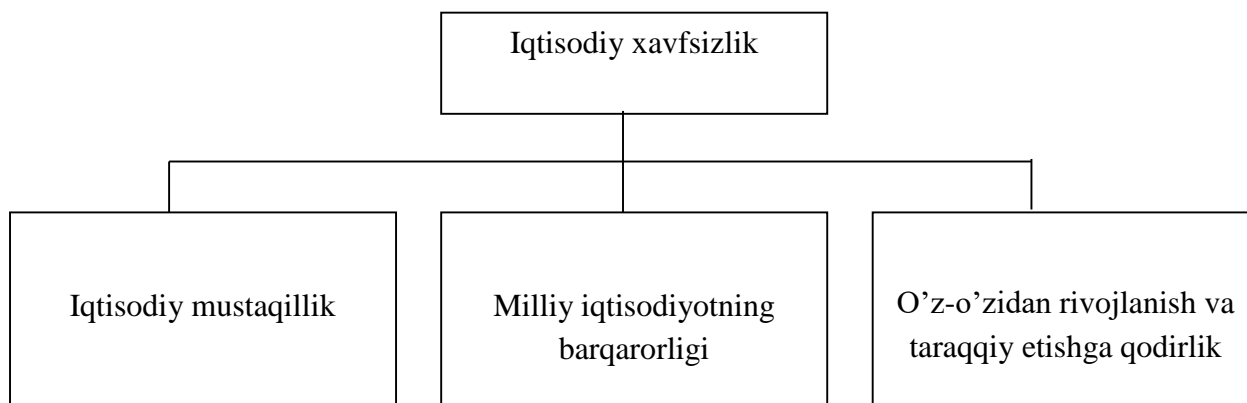 Iqtisodiy xavfsizlik
Iqtisodiy mustaqillik
Milliy iqtisodiyotning
barqarorligi
O’z-o’zidan rivojlanish va
taraqqiy etishga qodirlik